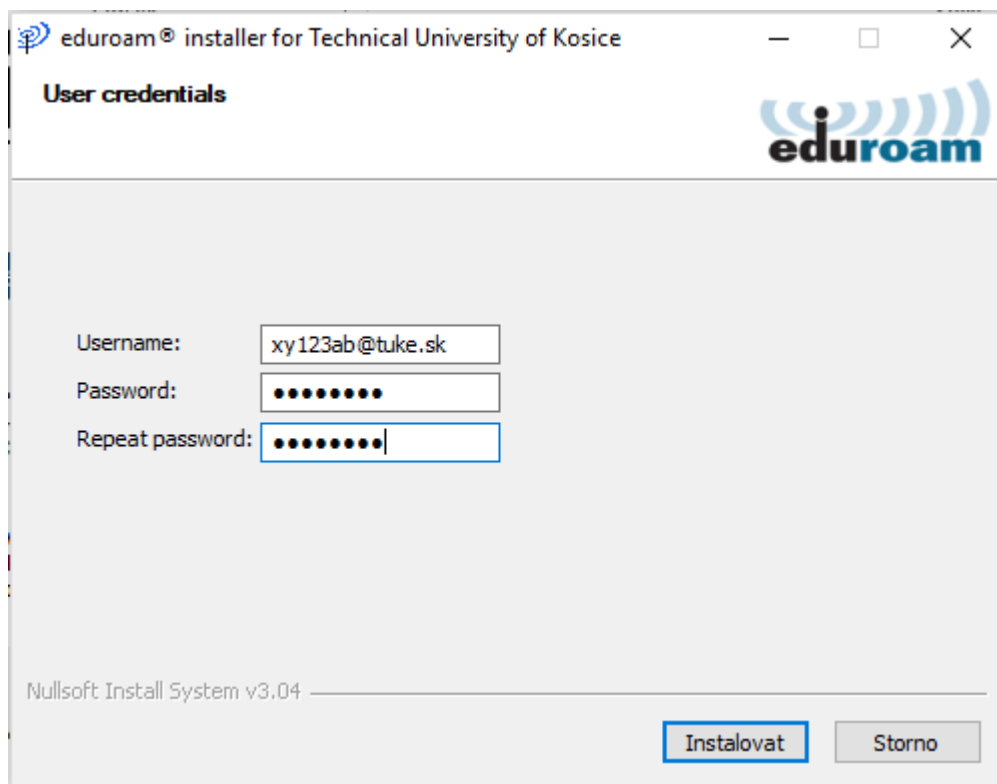 eduroam® installer for Technical University of Kosice
User credentials
eduroam
Username: xy123ab@tuke.sk
Password: ●●●●●●●●
Repeat password: ●●●●●●●●
Nullsoft Install System v3.04
Instalovat Storno